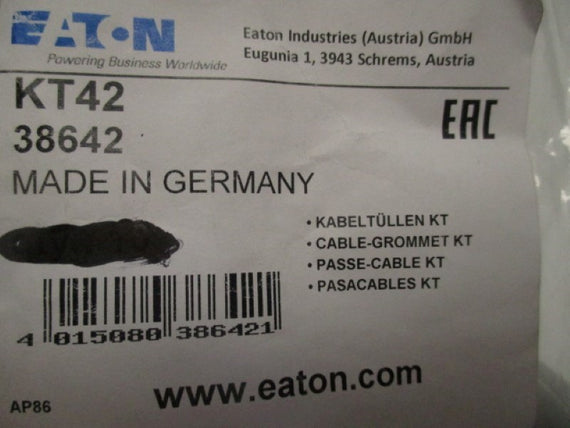 EATON
Powering Business Worldwide
Eaton Industries (Austria) GmbH
Eugunia 1, 3943 Schrems, Austria
KT42
38642
EAC
MADE IN GERMANY
• KABELTÜLLEN KT
• CABLE-GROMMET KT
• PASSE-CABLE KT
• PASACABLES KT
4 015080 386421
www.eaton.com
AP86